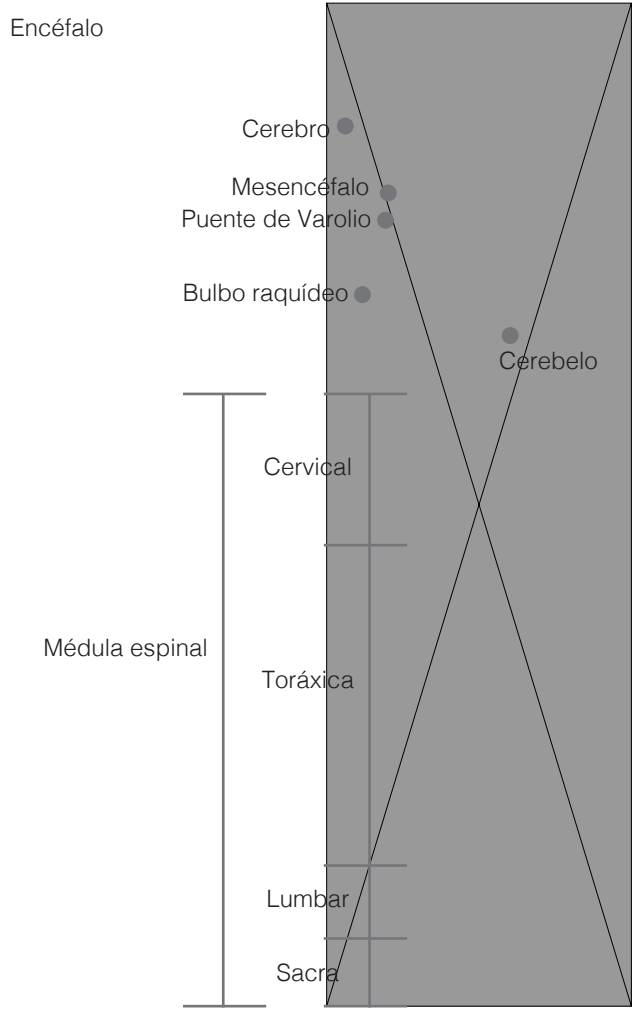 Encéfalo
Cerebro
Mesencéfalo
Puente de Varolio
Bulbo raquídeo
Cerebelo
Cervical
Médula espinal
Toráxica
Lumbar
Sacra